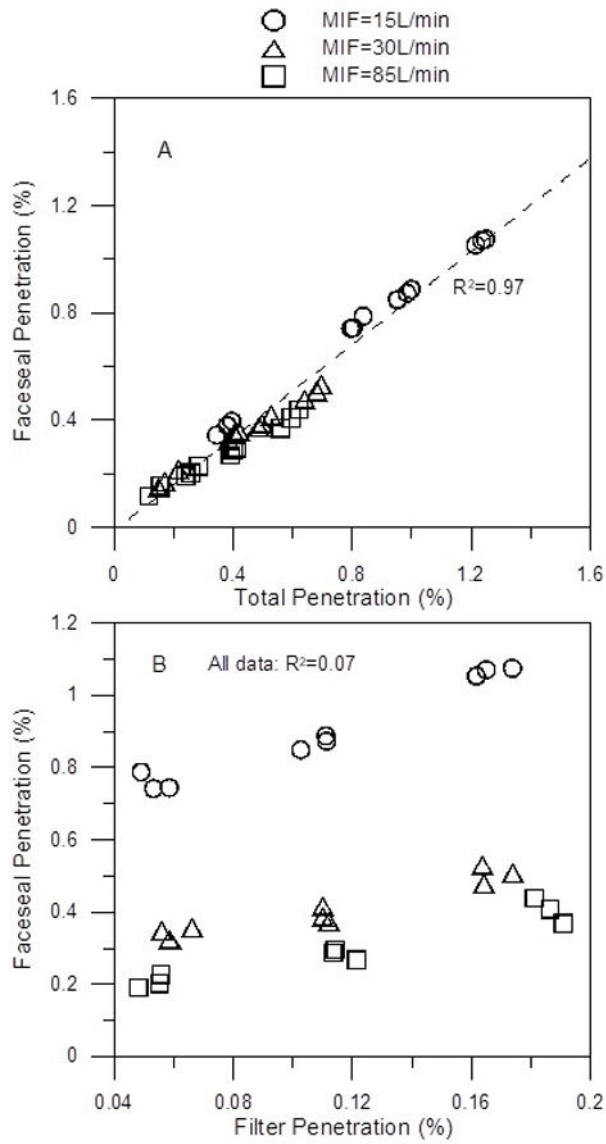 MIF=15L/min
MIF=30L/min
MIF=85L/min
1.6
A
1.2
R²=0.97
0.8
0.4
0
Faceseal Penetration (%)
0 0.4 0.8 1.2 1.6
Total Penetration (%)
1.2
B All data: R²=0.07
1
0.8
0.6
0.4
0.2
0
Faceseal Penetration (%)
0.04 0.08 0.12 0.16 0.2
Filter Penetration (%)